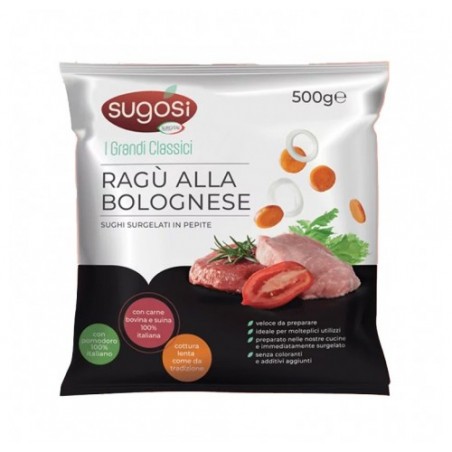 sugosi
500g℮
I Grandi Classici
RAGÙ ALLA
BOLOGNESE
SUGHI SURGELATI IN PEPITE
con carne
bovina e suina
100%
italiana
con
pomodoro
100%
italiano
cottura
lenta
come da
tradizione
veloce da preparare
ideale per molteplici utilizzi
preparato nelle nostre cucine
e immediatamente surgelato
senza coloranti
e additivi aggiunti